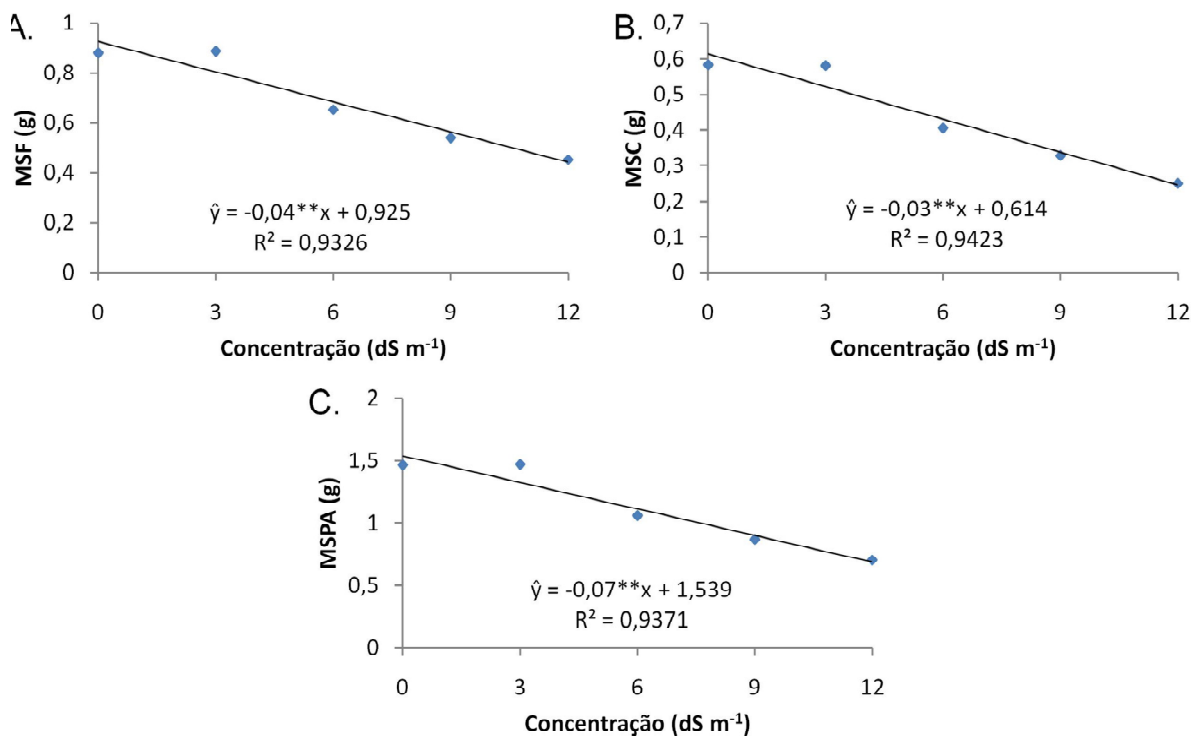 A.
MSF (g)
1
0,8
0,6
0,4
0,2
0
ŷ = -0,04**x + 0,925
R² = 0,9326
0 3 6 9 12
Concentração (dS m⁻¹)
B.
MSC (g)
0,7
0,6
0,5
0,4
0,3
0,2
0,1
0
ŷ = -0,03**x + 0,614
R² = 0,9423
0 3 6 9 12
Concentração (dS m⁻¹)
C.
MSPA (g)
2
1,5
1
0,5
0
ŷ = -0,07**x + 1,539
R² = 0,9371
0 3 6 9 12
Concentração (dS m⁻¹)